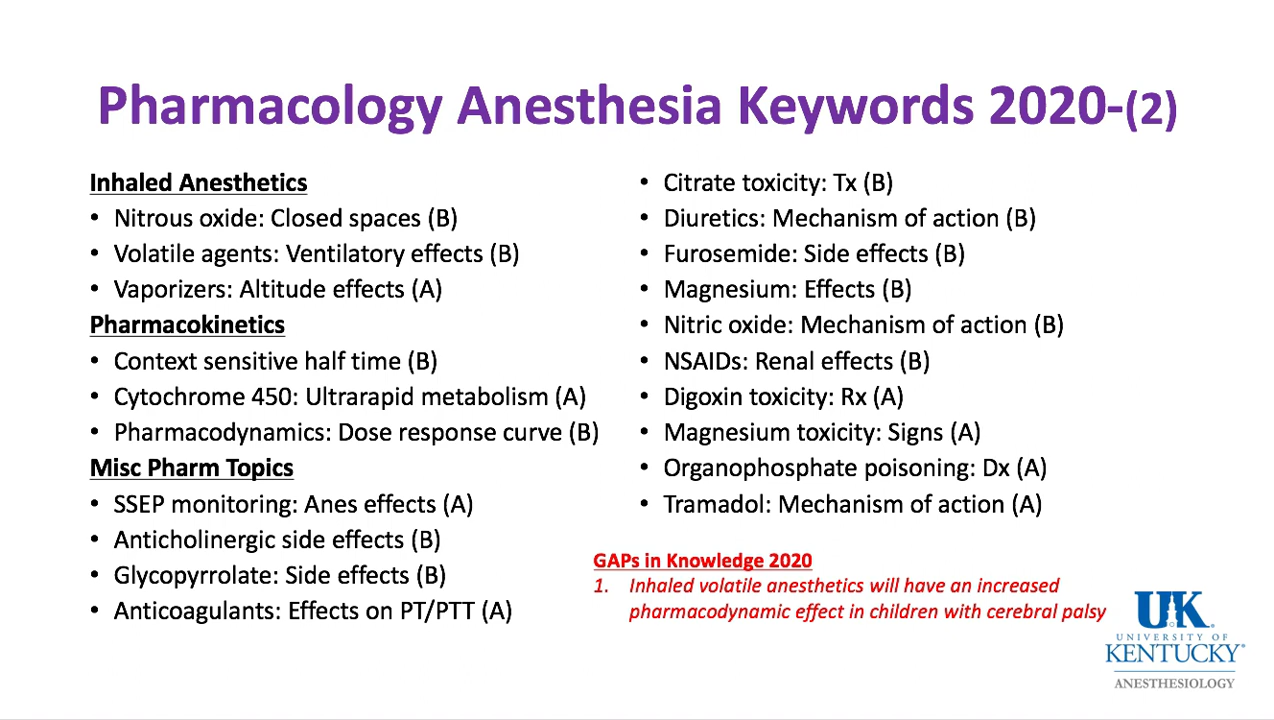 Pharmacology Anesthesia Keywords 2020-(2)
Inhaled Anesthetics
• Nitrous oxide: Closed spaces (B)
• Volatile agents: Ventilatory effects (B)
• Vaporizers: Altitude effects (A)
Pharmacokinetics
• Context sensitive half time (B)
• Cytochrome 450: Ultrarapid metabolism (A)
• Pharmacodynamics: Dose response curve (B)
Misc Pharm Topics
• SSEP monitoring: Anes effects (A)
• Anticholinergic side effects (B)
• Glycopyrrolate: Side effects (B)
• Anticoagulants: Effects on PT/PTT (A)
• Citrate toxicity: Tx (B)
• Diuretics: Mechanism of action (B)
• Furosemide: Side effects (B)
• Magnesium: Effects (B)
• Nitric oxide: Mechanism of action (B)
• NSAIDs: Renal effects (B)
• Digoxin toxicity: Rx (A)
• Magnesium toxicity: Signs (A)
• Organophosphate poisoning: Dx (A)
• Tramadol: Mechanism of action (A)
GAPs in Knowledge 2020
1. Inhaled volatile anesthetics will have an increased
pharmacodynamic effect in children with cerebral palsy
UK
UNIVERSITY OF
KENTUCKY®
ANESTHESIOLOGY